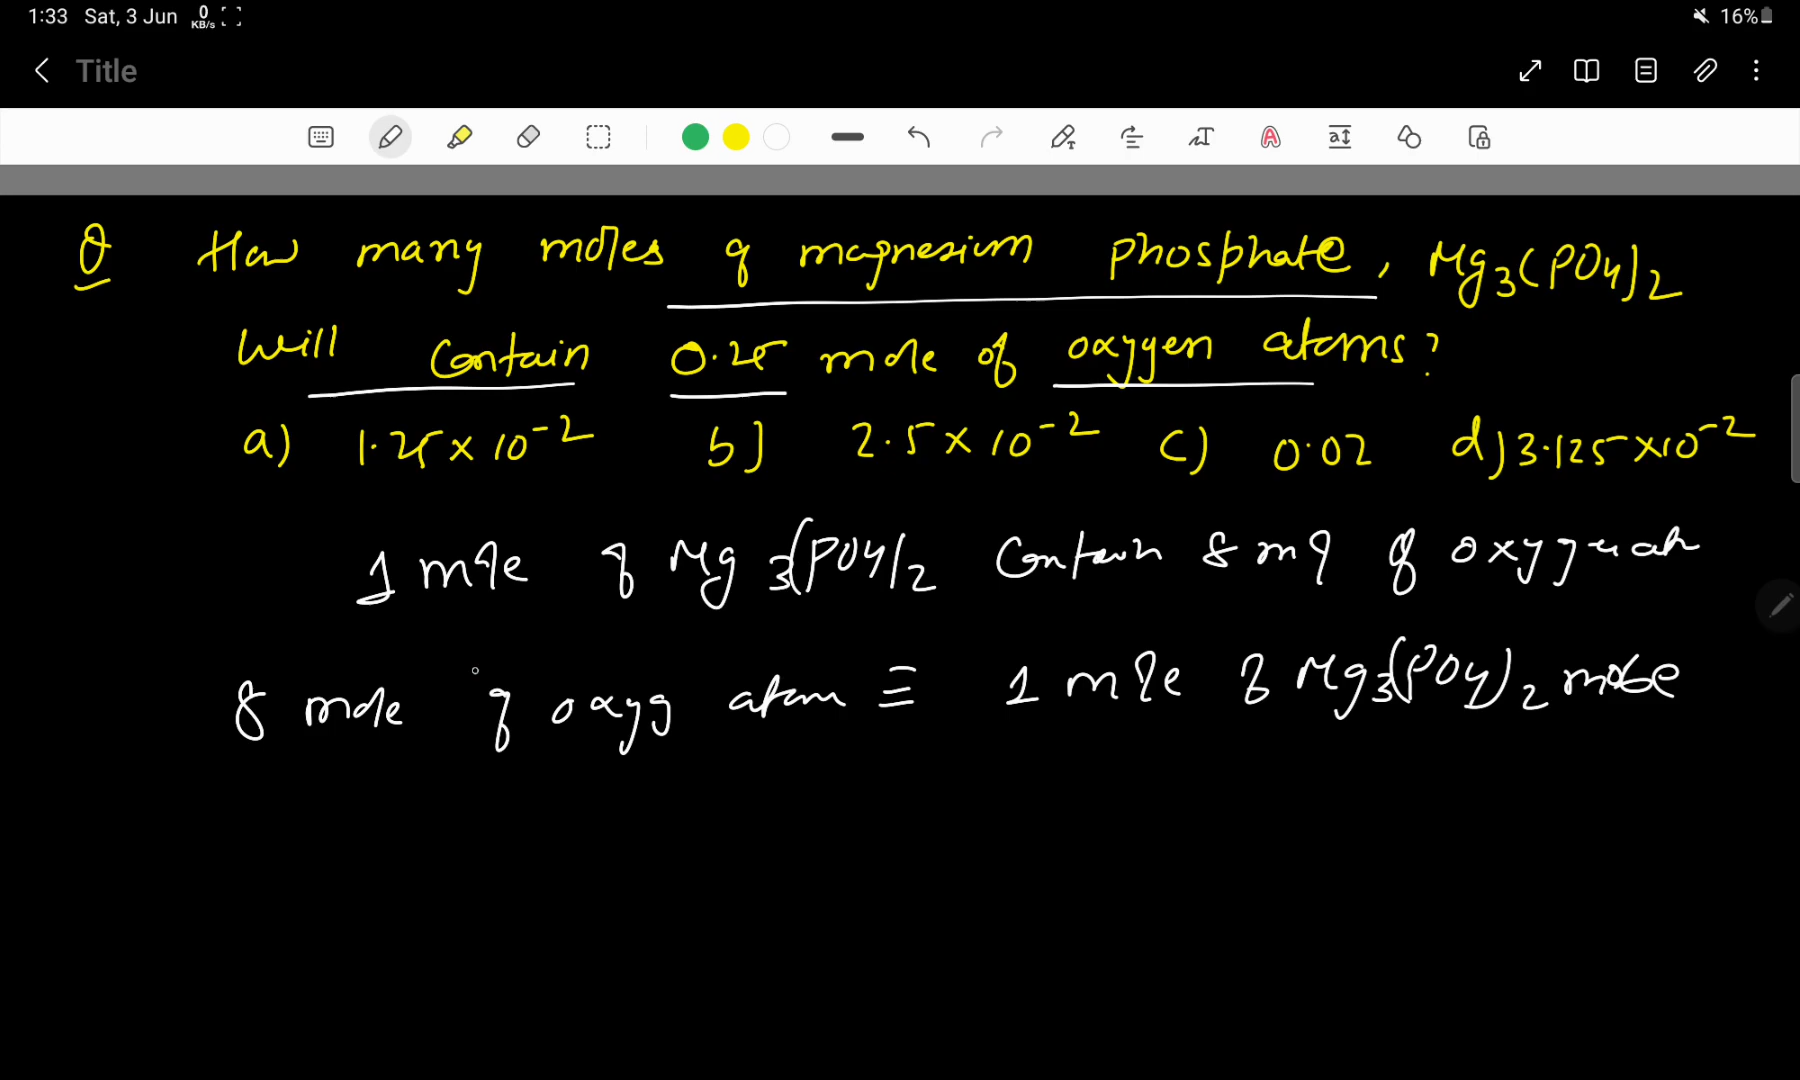 1:33 Sat, 3 Jun 0 KB/s 16%
Title
Q How many moles of magnesium phosphate, Mg3(PO4)2
will contain 0.25 mole of oxygen atoms?
a) 1.25 x 10^-2 b) 2.5 x 10^-2 c) 0.02 d) 3.125 x 10^-2
1 mole of Mg3(PO4)2 contain 8 mol of oxygen
8 mole of oxyg atom ≡ 1 mole of Mg3(PO4)2 mole